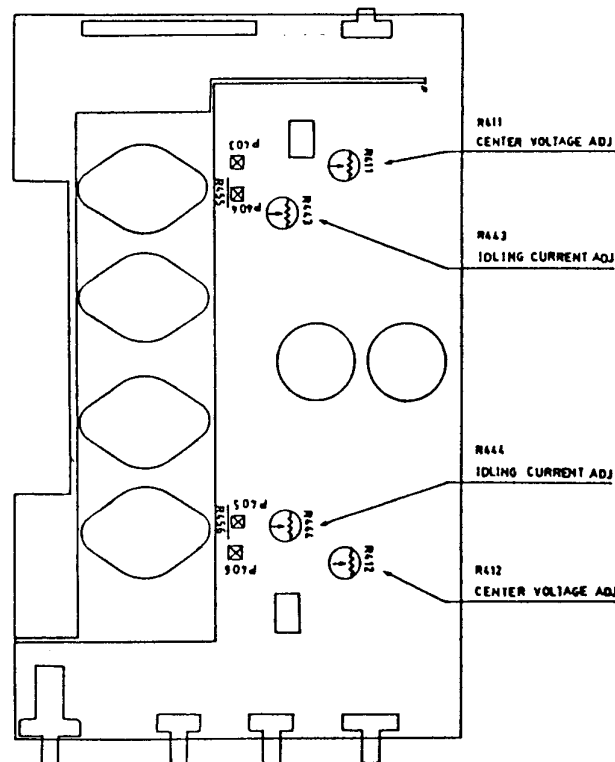 R411
CENTER VOLTAGE ADJ
P403
R411
R455
P404
R443
R443
IDLING CURRENT ADJ
R444
IDLING CURRENT ADJ
P405
R456
R444
P406
R412
R412
CENTER VOLTAGE ADJ